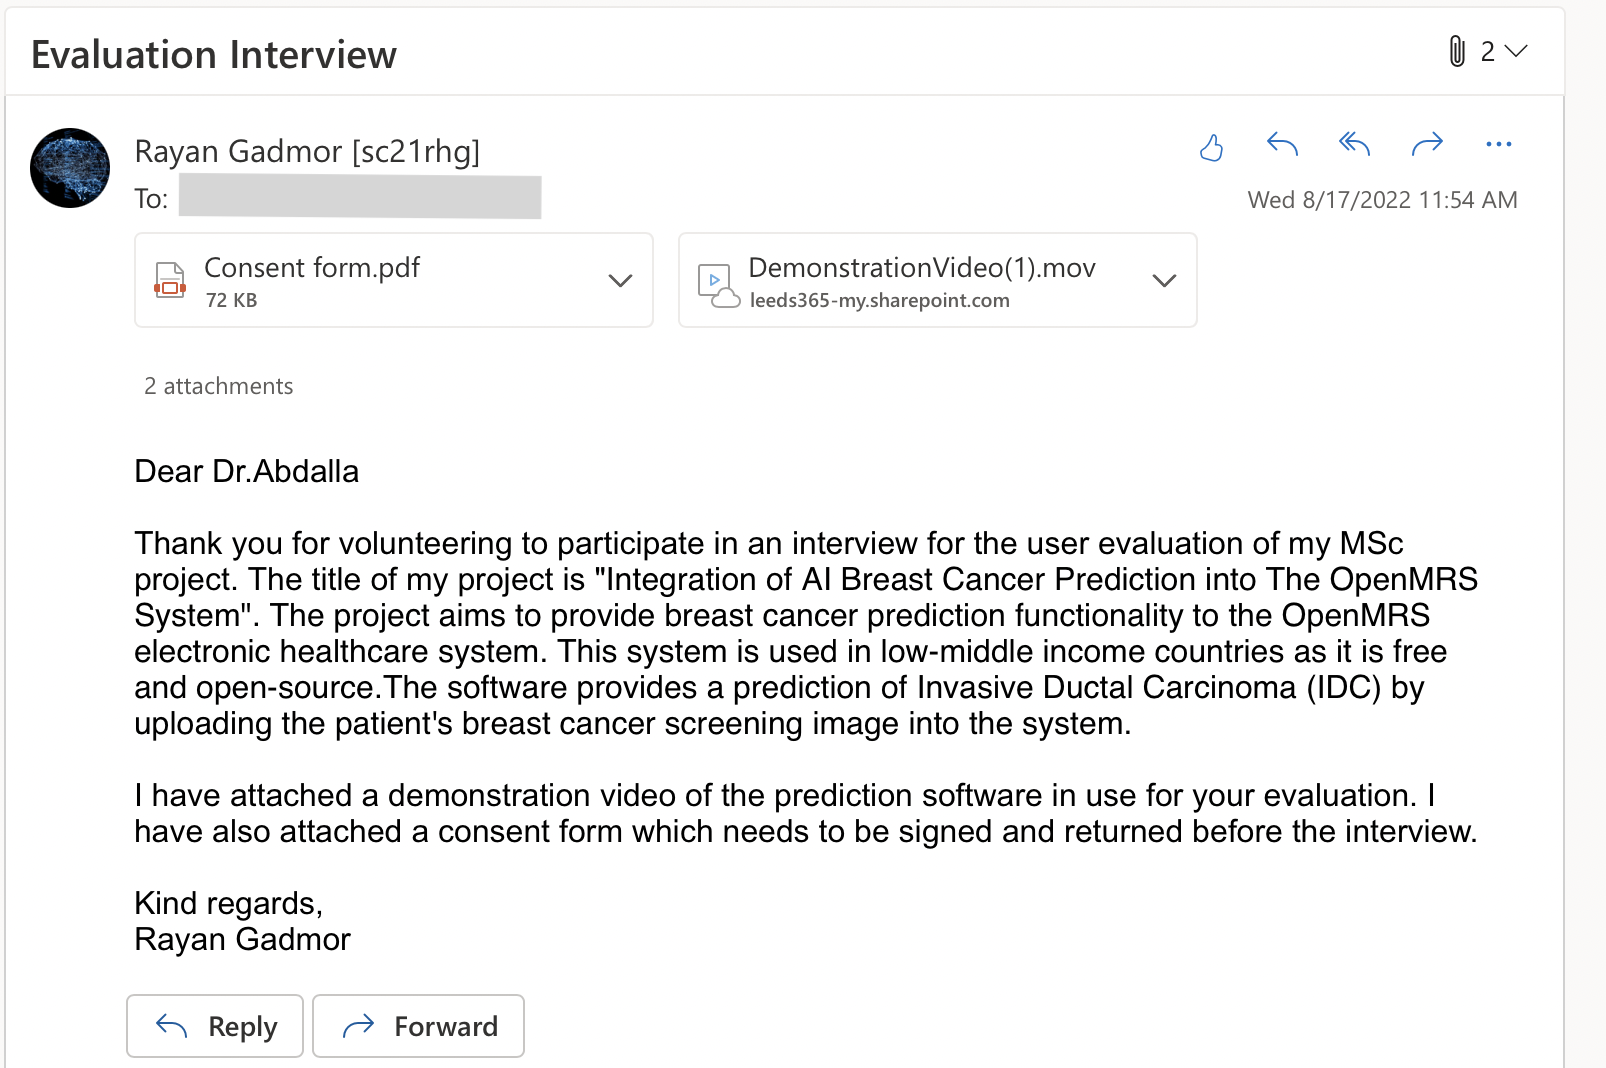 Evaluation Interview
2
Rayan Gadmor [sc21rhg]
To:
Wed 8/17/2022 11:54 AM
Consent form.pdf
72 KB
DemonstrationVideo(1).mov
leeds365-my.sharepoint.com
2 attachments
Dear Dr.Abdalla
Thank you for volunteering to participate in an interview for the user evaluation of my MSc
project. The title of my project is "Integration of AI Breast Cancer Prediction into The OpenMRS
System". The project aims to provide breast cancer prediction functionality to the OpenMRS
electronic healthcare system. This system is used in low-middle income countries as it is free
and open-source.The software provides a prediction of Invasive Ductal Carcinoma (IDC) by
uploading the patient's breast cancer screening image into the system.
I have attached a demonstration video of the prediction software in use for your evaluation. I
have also attached a consent form which needs to be signed and returned before the interview.
Kind regards,
Rayan Gadmor
Reply
Forward